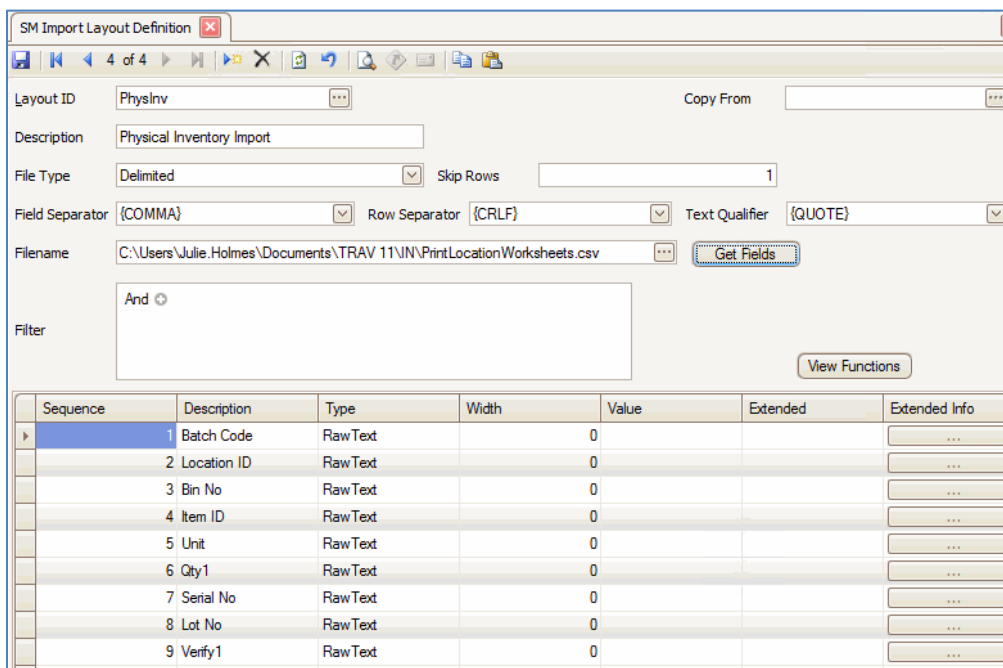 SM Import Layout Definition
4 of 4
Layout ID PhysInv ... Copy From ...
Description Physical Inventory Import
File Type Delimited Skip Rows 1
Field Separator {COMMA} Row Separator {CRLF} Text Qualifier {QUOTE}
Filename C:\Users\Julie.Holmes\Documents\TRAV 11\IN\PrintLocationWorksheets.csv ... Get Fields
And
Filter
View Functions
Sequence Description Type Width Value Extended Extended Info
1 Batch Code RawText 0 ...
2 Location ID RawText 0 ...
3 Bin No RawText 0 ...
4 Item ID RawText 0 ...
5 Unit RawText 0 ...
6 Qty1 RawText 0 ...
7 Serial No RawText 0 ...
8 Lot No RawText 0 ...
9 Verify1 RawText 0 ...